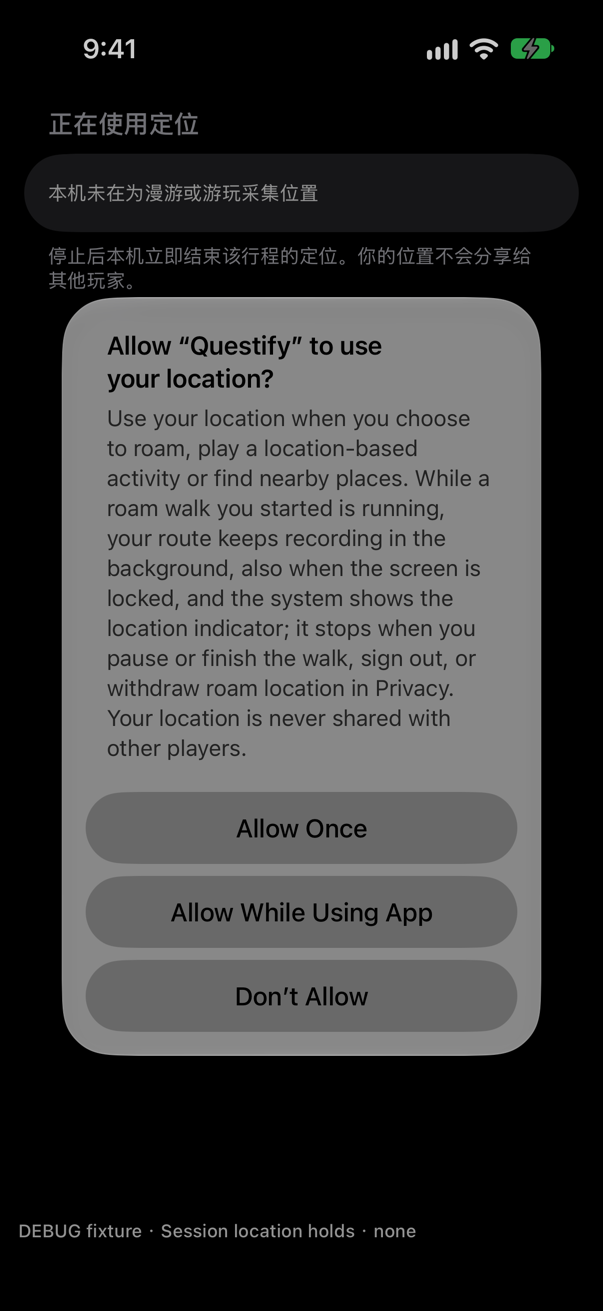 9:41
正在使用定位
本机未在为漫游或游玩采集位置
停止后本机立即结束该行程的定位。你的位置不会分享给
其他玩家。
Allow “Questify” to use
your location?
Use your location when you choose
to roam, play a location-based
activity or find nearby places. While a
roam walk you started is running,
your route keeps recording in the
background, also when the screen is
locked, and the system shows the
location indicator; it stops when you
pause or finish the walk, sign out, or
withdraw roam location in Privacy.
Your location is never shared with
other players.
Allow Once
Allow While Using App
Don’t Allow
DEBUG fixture · Session location holds · none